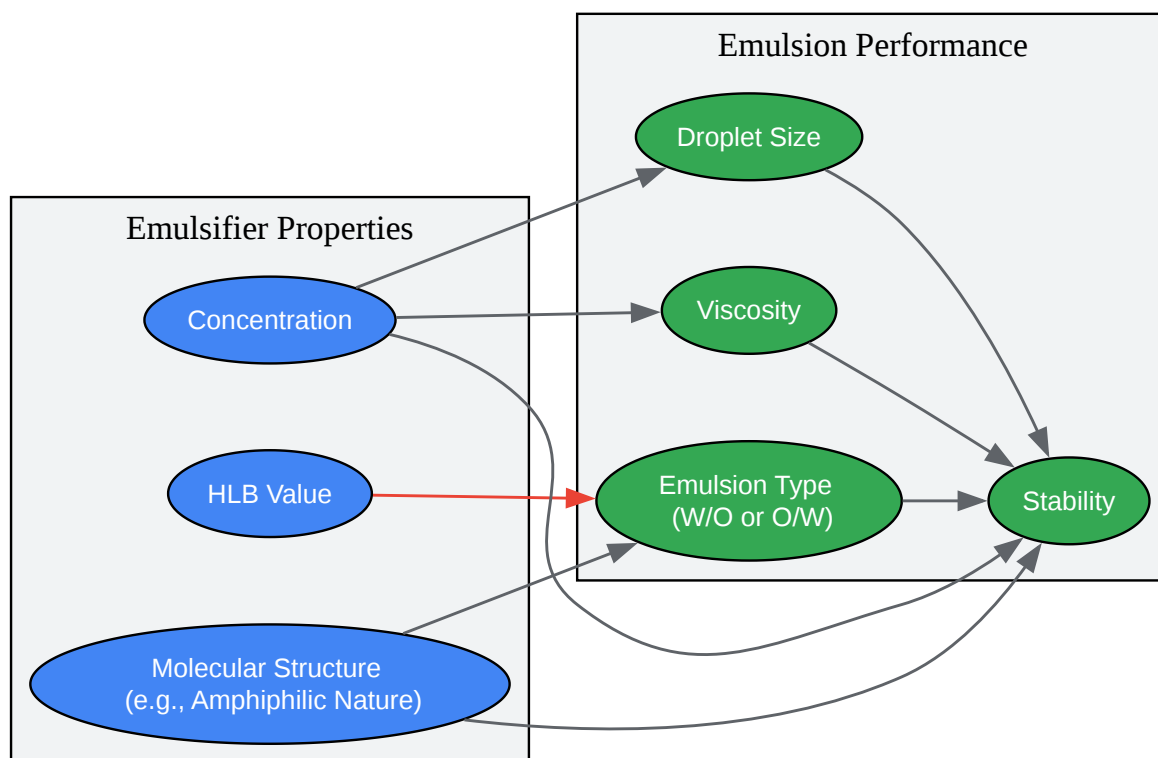 Emulsion Performance
Droplet Size
Viscosity
Emulsion Type
(W/O or O/W)
Stability
Emulsifier Properties
Concentration
HLB Value
Molecular Structure
(e.g., Amphiphilic Nature)